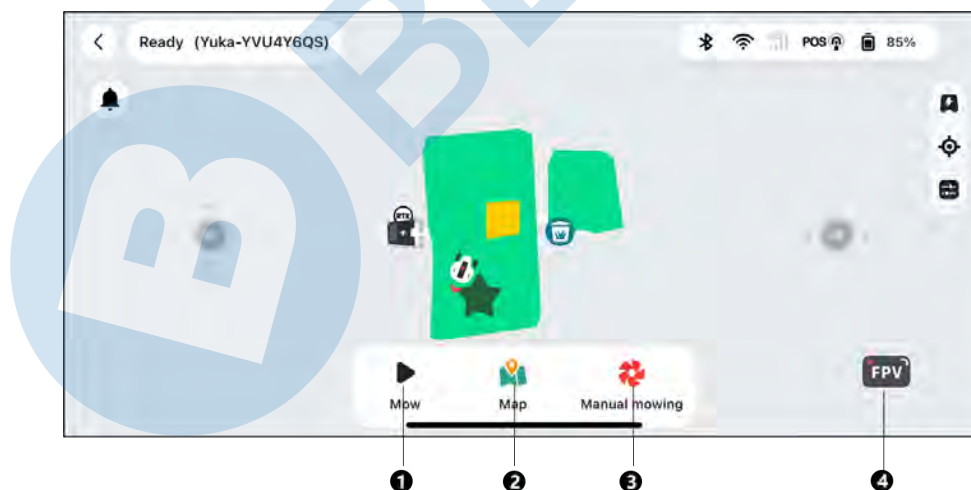 Ready (Yuka-YVU4Y6QS)
POS 85%
RTK
FPV
Mow Map Manual mowing
1 2 3 4